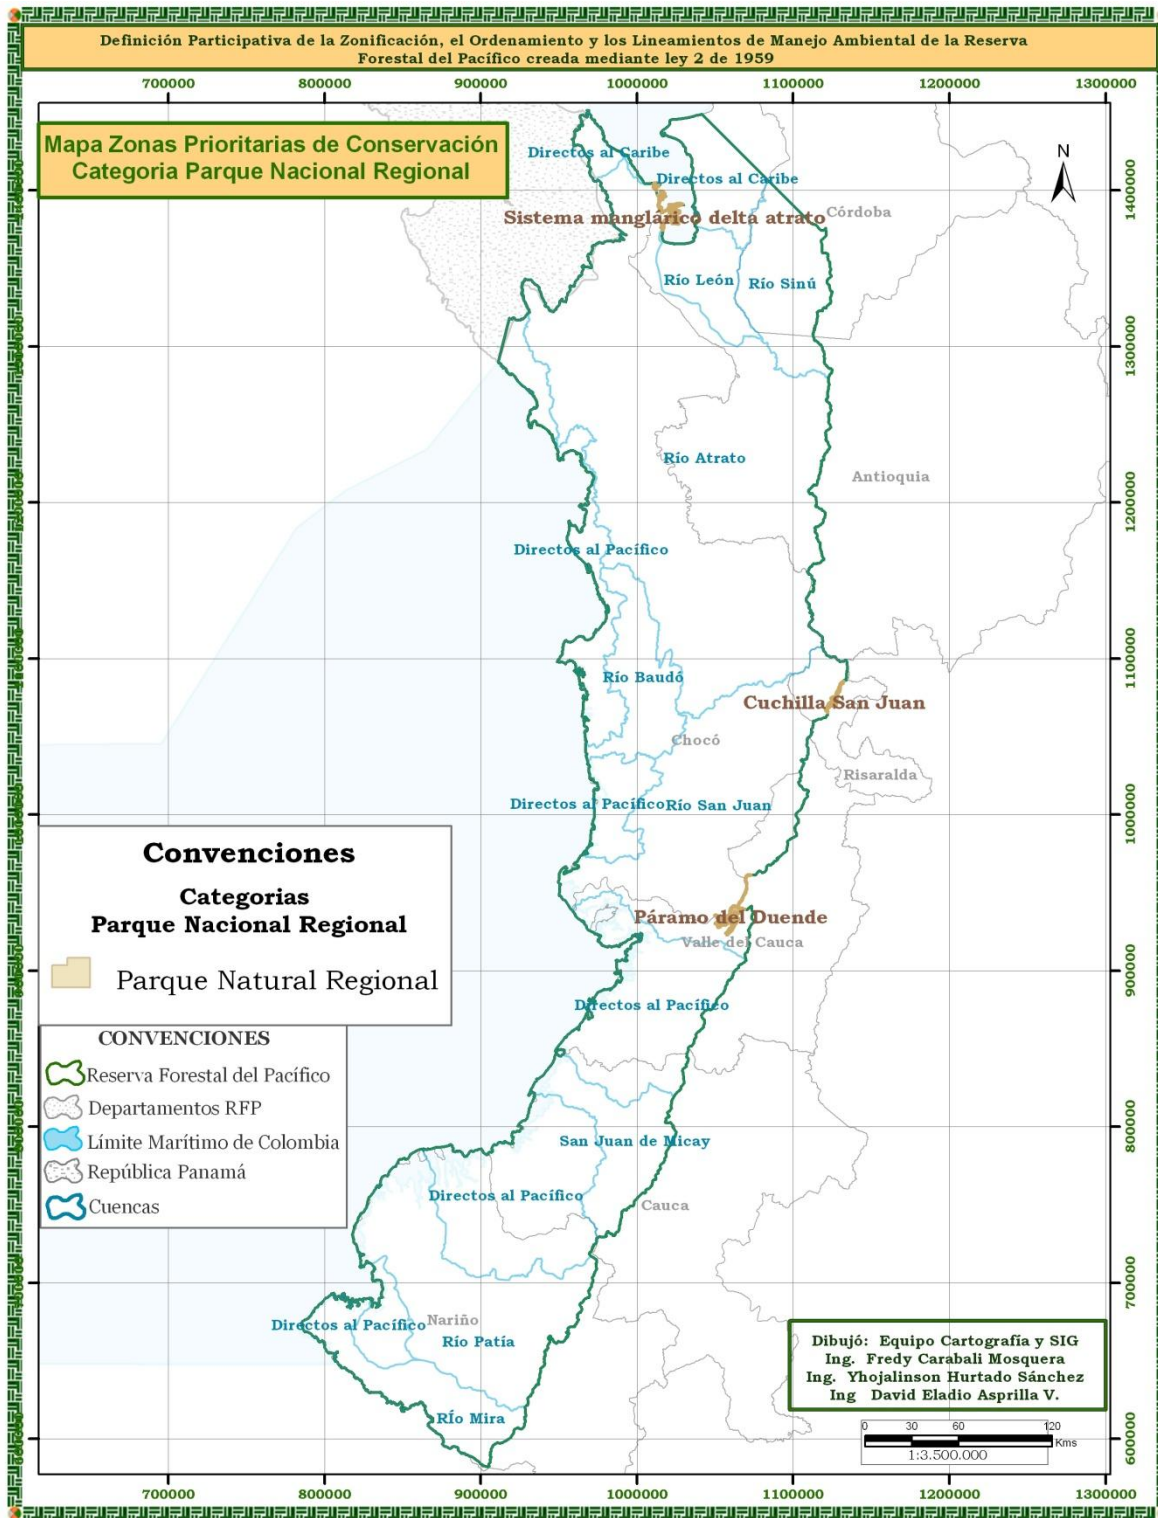 Definición Participativa de la Zonificación, el Ordenamiento y los Lineamientos de Manejo Ambiental de la Reserva
Forestal del Pacífico creada mediante ley 2 de 1959
700000 800000 900000 1000000 1100000 1200000 1300000
Mapa Zonas Prioritarias de Conservación
Categoria Parque Nacional Regional
N
Directos al Caribe
Directos al Caribe
1400000
Córdoba
Sistema manglárico delta atrato
Río León
Río Sinú
1300000
Río Atrato
Antioquia
1200000
Directos al Pacífico
1100000
Río Baudó
Cuchilla San Juan
Chocó
Risaralda
Directos al Pacífico
Río San Juan
1000000
Convenciones
Categorias
Parque Nacional Regional
Parque Natural Regional
Páramo del Duende
Valle del Cauca
900000
Directos al Pacífico
CONVENCIONES
Reserva Forestal del Pacífico
Departamentos RFP
Límite Marítimo de Colombia
República Panamá
Cuencas
800000
San Juan de Micay
Directos al Pacífico
Cauca
700000
Directos al Pacífico
Nariño
Río Patía
RÍo Mira
Dibujó: Equipo Cartografía y SIG
Ing. Fredy Carabali Mosquera
Ing. Yhojalinson Hurtado Sánchez
Ing David Eladio Asprilla V.
0 30 60 120
Kms
1:3.500.000
600000
700000 800000 900000 1000000 1100000 1200000 1300000